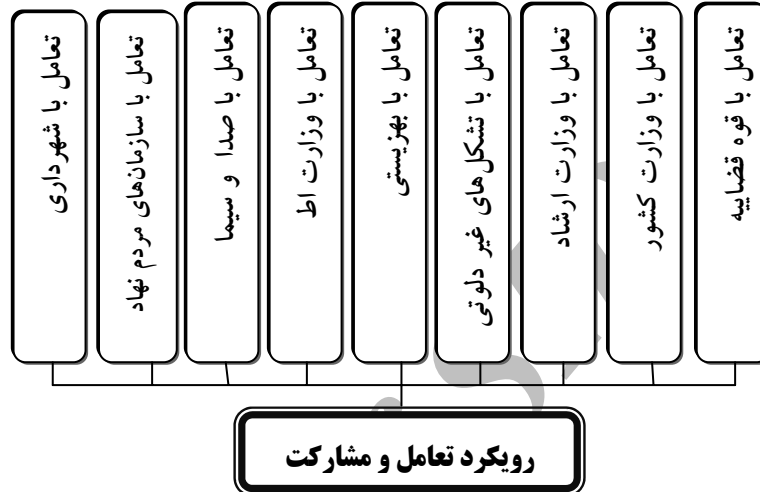 تعامل با قوه قضاییه
تعامل با وزارت کشور
تعامل با وزارت ارشاد
تعامل با تشکل‌های غیر دلوتی
تعامل با بهزیستی
تعامل با وزارت اط
تعامل با صدا و سیما
تعامل با سازمان‌های مردم نهاد
تعامل با شهرداری
رویکرد تعامل و مشارکت